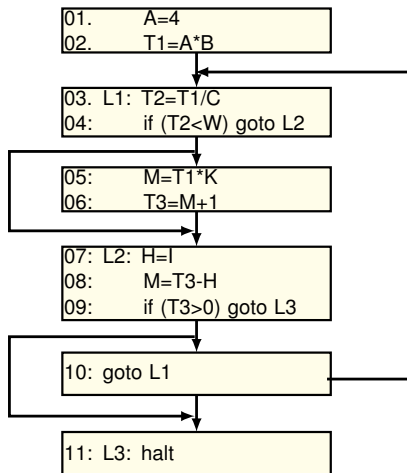 01. A=4
02. T1=A*B
03. L1: T2=T1/C
04: if (T2<W) goto L2
05: M=T1*K
06: T3=M+1
07: L2: H=I
08: M=T3-H
09: if (T3>0) goto L3
10: goto L1
11: L3: halt